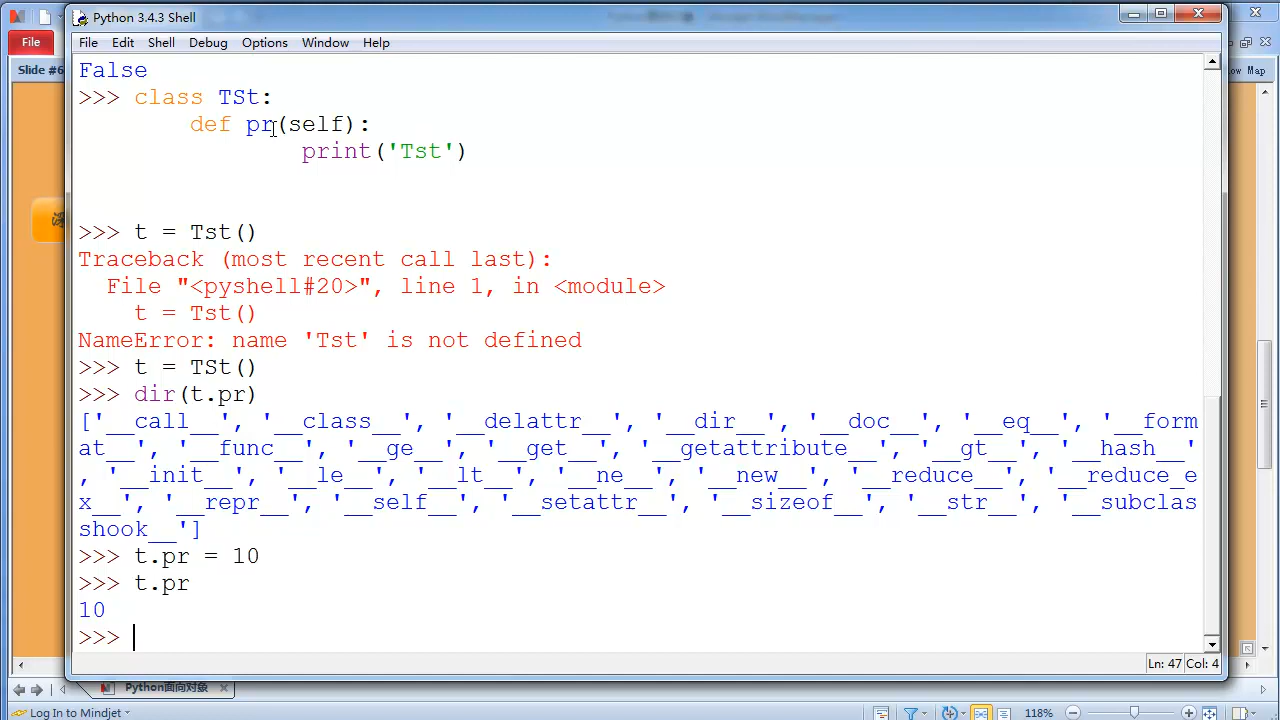 Python 3.4.3 Shell
File
File Edit Shell Debug Options Window Help
Slide #6
ow Map
False
>>> class TSt:
        def pr(self):
                print('Tst')
>>> t = Tst()
Traceback (most recent call last):
  File "<pyshell#20>", line 1, in <module>
    t = Tst()
NameError: name 'Tst' is not defined
>>> t = TSt()
>>> dir(t.pr)
['__call__', '__class__', '__delattr__', '__dir__', '__doc__', '__eq__', '__form
at__', '__func__', '__ge__', '__get__', '__getattribute__', '__gt__', '__hash__'
, '__init__', '__le__', '__lt__', '__ne__', '__new__', '__reduce__', '__reduce_e
x__', '__repr__', '__self__', '__setattr__', '__sizeof__', '__str__', '__subclas
shook__']
>>> t.pr = 10
>>> t.pr
10
>>>
Ln: 47 Col: 4
Python面向对象
Log In to Mindjet
118%